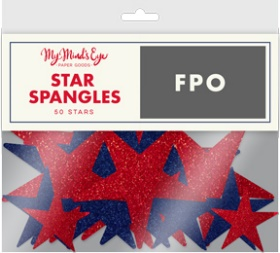 My Mind's Eye
PAPER GOODS
STAR
SPANGLES
50 STARS
FPO